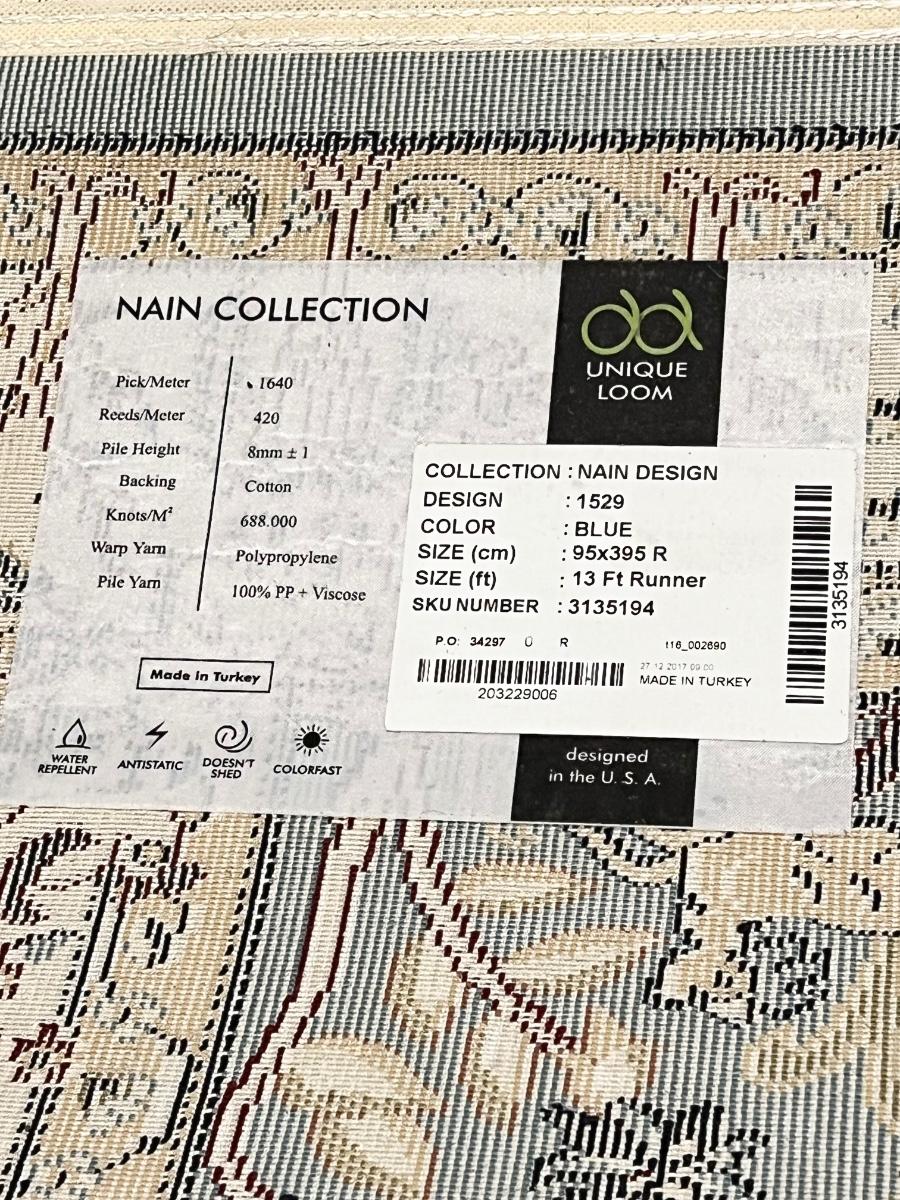 NAIN COLLECTION
Pick/Meter 1640
Reeds/Meter 420
Pile Height 8mm ± 1
Backing Cotton
Knots/M² 688.000
Warp Yarn Polypropylene
Pile Yarn 100% PP + Viscose
Made in Turkey
WATER REPELLENT
ANTISTATIC
DOESN'T SHED
COLORFAST
UNIQUE
LOOM
COLLECTION : NAIN DESIGN
DESIGN : 1529
COLOR : BLUE
SIZE (cm) : 95x395 R
SIZE (ft) : 13 Ft Runner
SKU NUMBER : 3135194
P.O: 34297 0 R t16_002690
27 12 2017 09 00
203229006
MADE IN TURKEY
3135194
designed
in the U. S. A.